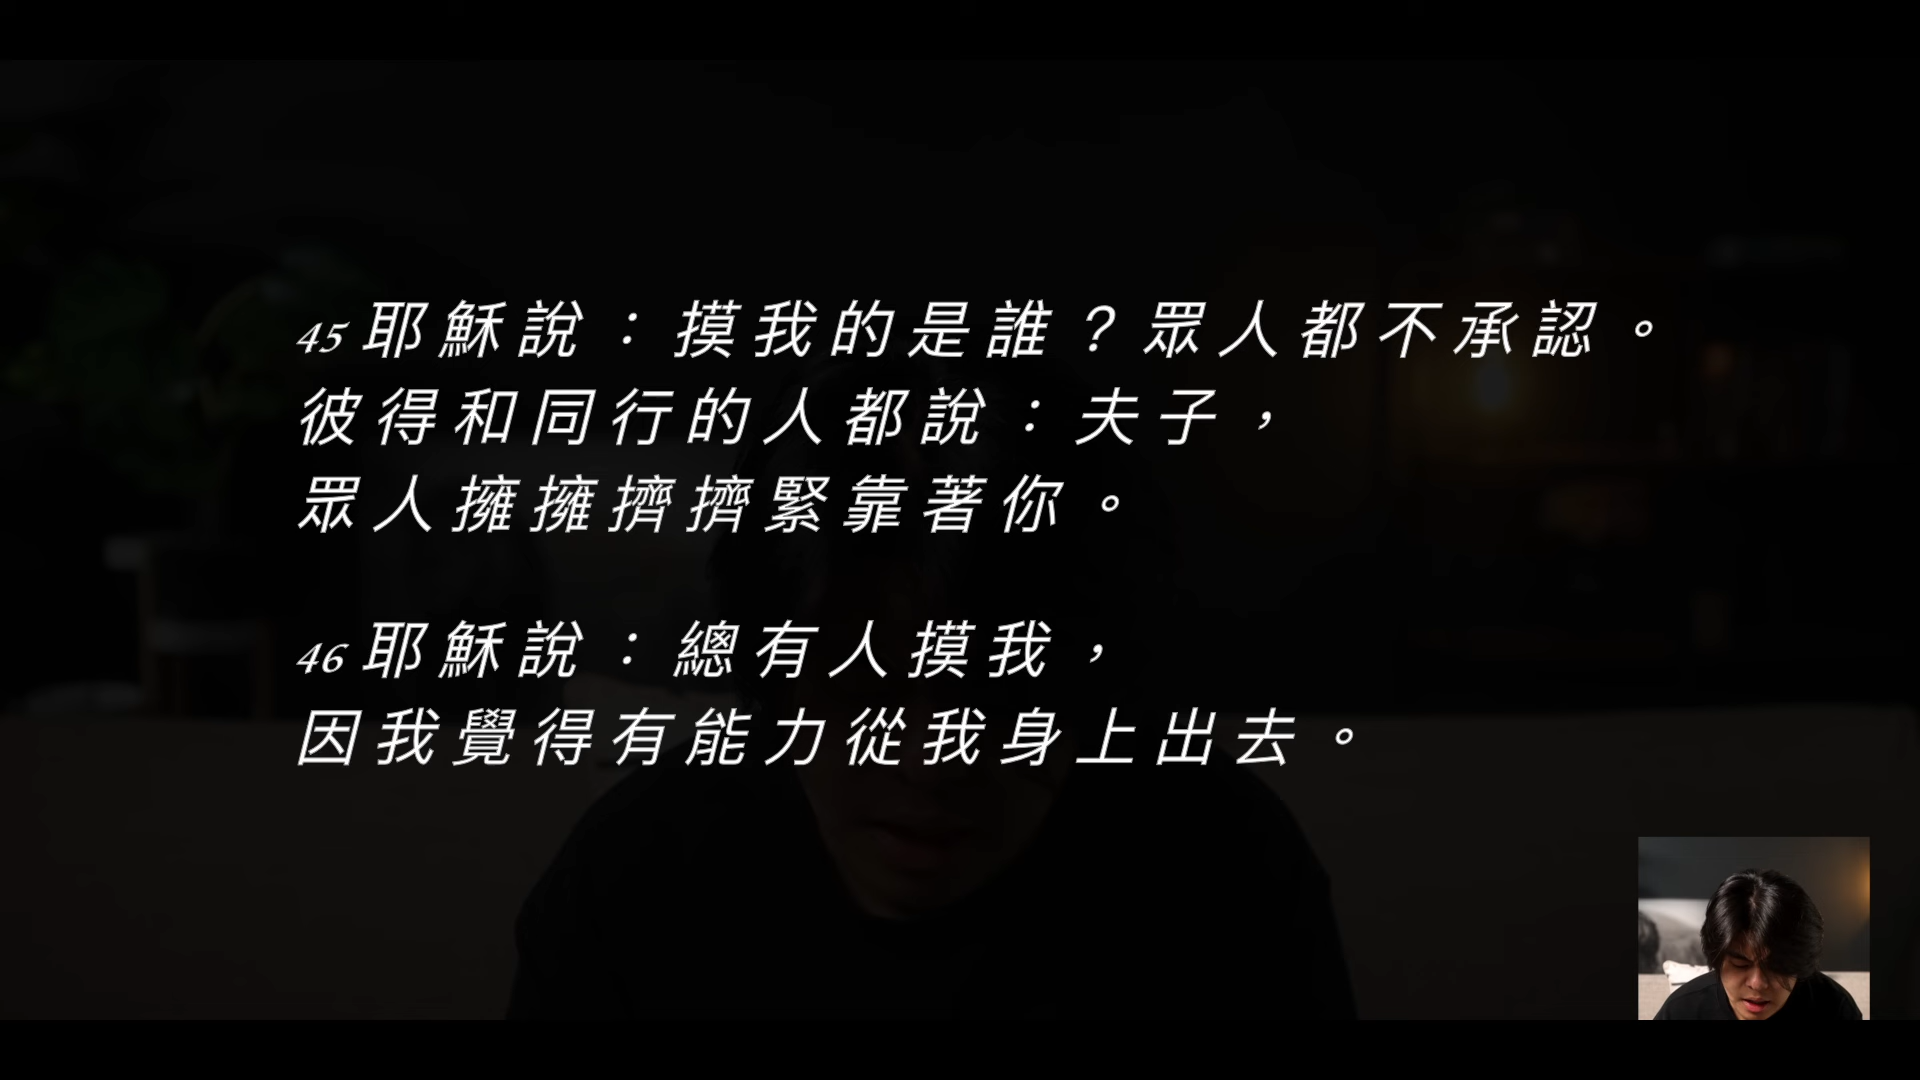 45 耶穌說：摸我的是誰？眾人都不承認。
彼得和同行的人都說：夫子，
眾人擁擁擠擠緊靠著你。
46 耶穌說：總有人摸我，
因我覺得有能力從我身上出去。